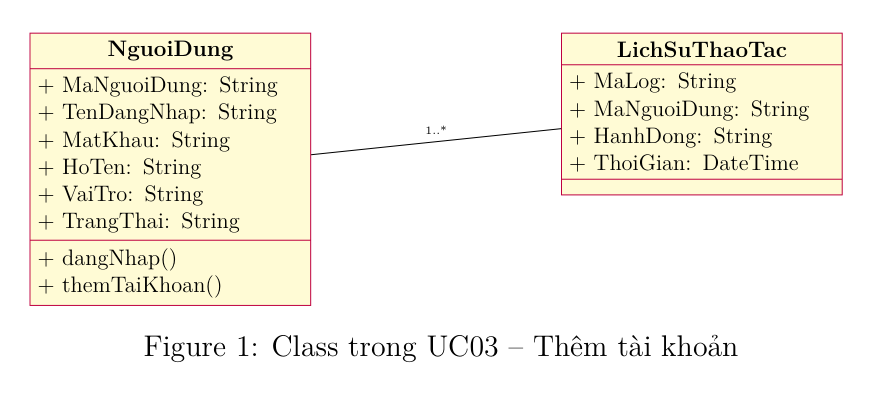 NguoiDung
+ MaNguoiDung: String
+ TenDangNhap: String
+ MatKhau: String
+ HoTen: String
+ VaiTro: String
+ TrangThai: String
+ dangNhap()
+ themTaiKhoan()
1..*
LichSuThaoTac
+ MaLog: String
+ MaNguoiDung: String
+ HanhDong: String
+ ThoiGian: DateTime
Figure 1: Class trong UC03 – Thêm tài khoản